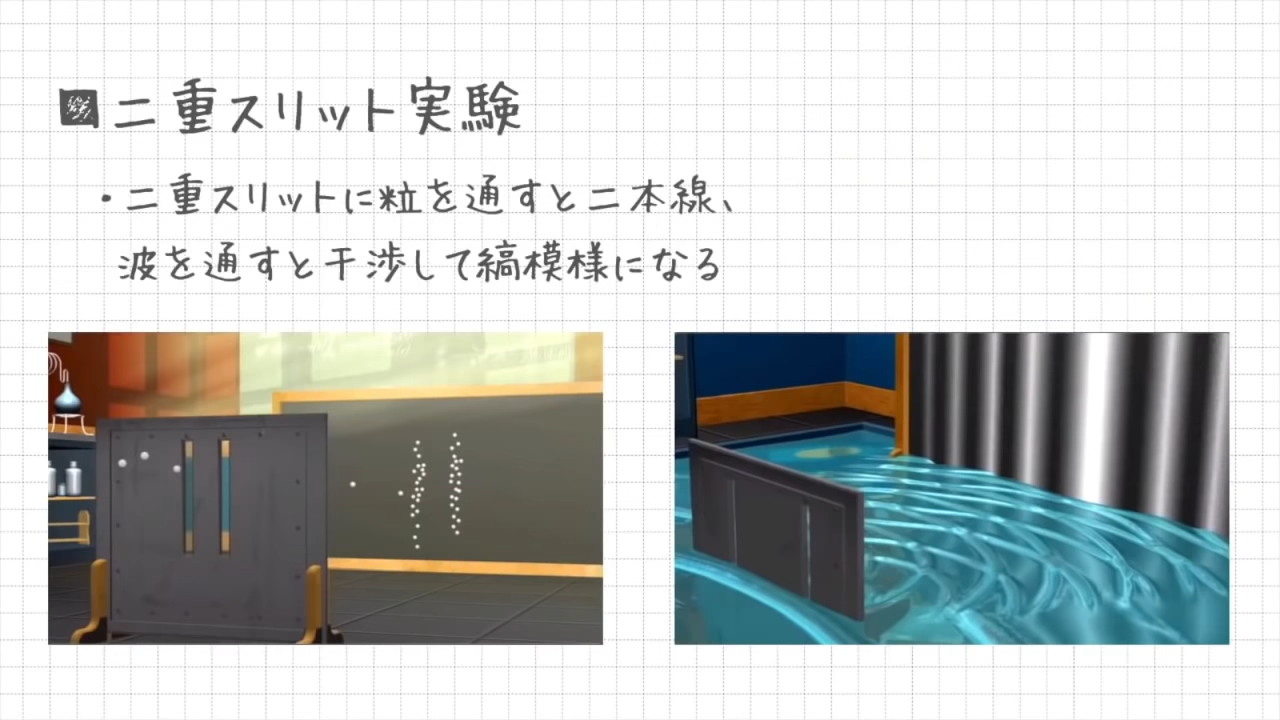 ■二重スリット実験
・二重スリットに粒を通すと二本線、
波を通すと干渉して縞模様になる